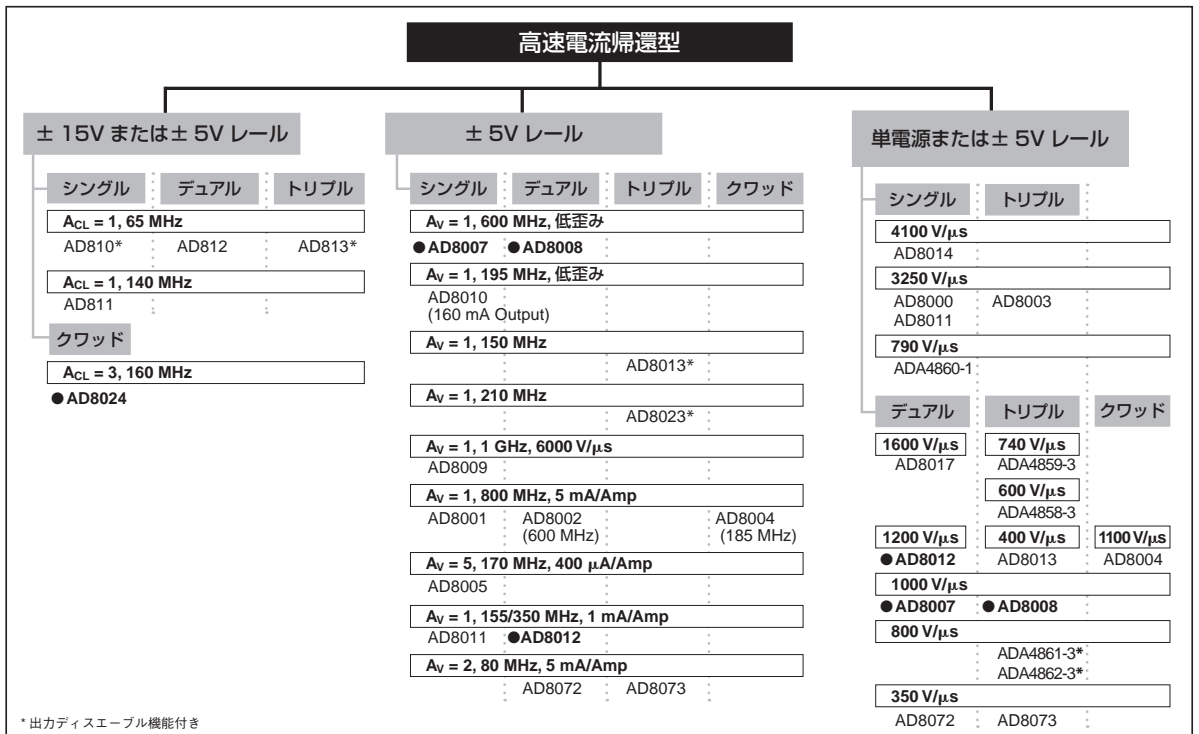 高速電流帰還型
± 15V または± 5V レール
シングル デュアル トリプル
ACL = 1, 65 MHz
AD810* AD812 AD813*
ACL = 1, 140 MHz
AD811
クワッド
ACL = 3, 160 MHz
●AD8024
± 5V レール
シングル デュアル トリプル クワッド
AV = 1, 600 MHz, 低歪み
●AD8007 ●AD8008
AV = 1, 195 MHz, 低歪み
AD8010
(160 mA Output)
AV = 1, 150 MHz
AD8013*
AV = 1, 210 MHz
AD8023*
AV = 1, 1 GHz, 6000 V/μs
AD8009
AV = 1, 800 MHz, 5 mA/Amp
AD8001 AD8002 AD8004
(600 MHz) (185 MHz)
AV = 5, 170 MHz, 400 μA/Amp
AD8005
AV = 1, 155/350 MHz, 1 mA/Amp
AD8011 ●AD8012
AV = 2, 80 MHz, 5 mA/Amp
AD8072 AD8073
単電源または± 5V レール
シングル トリプル
4100 V/μs
AD8014
3250 V/μs
AD8000 AD8003
AD8011
790 V/μs
ADA4860-1
デュアル トリプル クワッド
1600 V/μs 740 V/μs
AD8017 ADA4859-3
600 V/μs
ADA4858-3
1200 V/μs 400 V/μs 1100 V/μs
●AD8012 AD8013 AD8004
1000 V/μs
●AD8007 ●AD8008
800 V/μs
ADA4861-3*
ADA4862-3*
350 V/μs
AD8072 AD8073
* 出力ディスエーブル機能付き